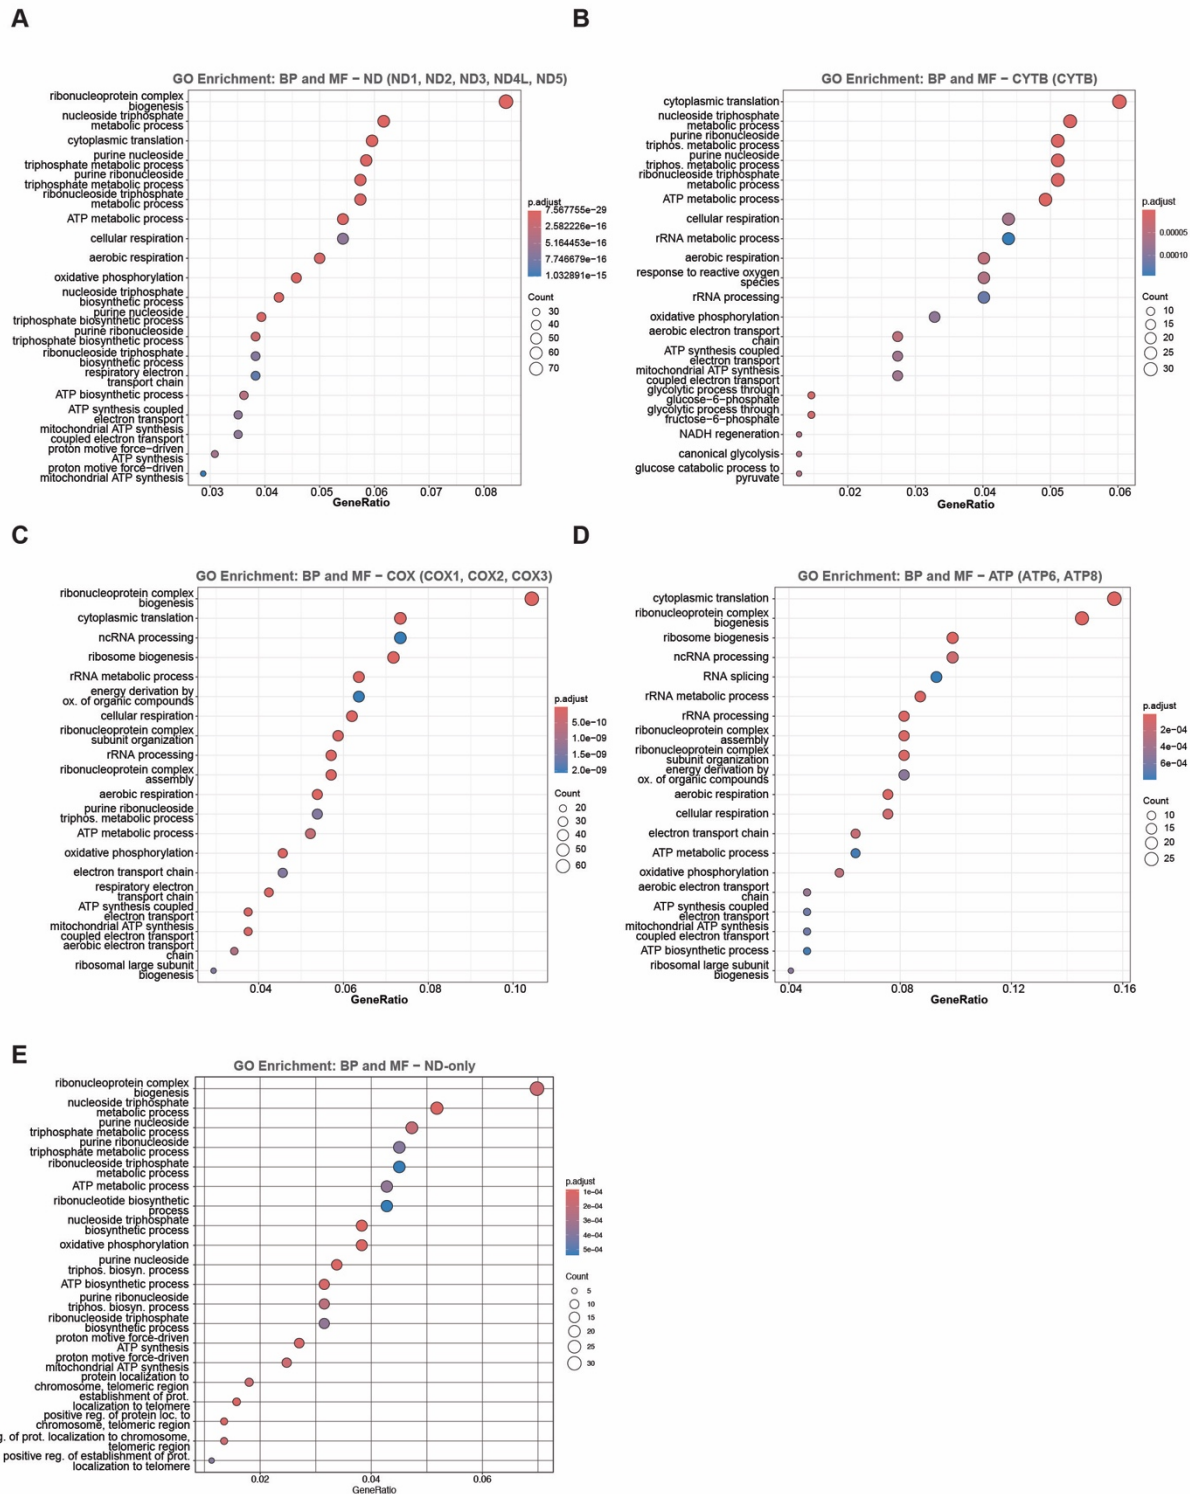 A
GO Enrichment: BP and MF − ND (ND1, ND2, ND3, ND4L, ND5)
ribonucleoprotein complex
biogenesis
nucleoside triphosphate
metabolic process
cytoplasmic translation
purine nucleoside
triphosphate metabolic process
purine ribonucleoside
triphosphate metabolic process
ribonucleoside triphosphate
metabolic process
ATP metabolic process
cellular respiration
aerobic respiration
oxidative phosphorylation
nucleoside triphosphate
biosynthetic process
purine nucleoside
triphosphate biosynthetic process
purine ribonucleoside
triphosphate biosynthetic process
ribonucleoside triphosphate
biosynthetic process
respiratory electron
transport chain
ATP biosynthetic process
ATP synthesis coupled
electron transport
mitochondrial ATP synthesis
coupled electron transport
proton motive force−driven
ATP synthesis
proton motive force−driven
mitochondrial ATP synthesis
0.03 0.04 0.05 0.06 0.07 0.08
GeneRatio
p.adjust
7.567755e−29
2.582226e−16
5.164453e−16
7.746679e−16
1.032891e−15
Count
30
40
50
60
70
B
GO Enrichment: BP and MF − CYTB (CYTB)
cytoplasmic translation
nucleoside triphosphate
metabolic process
purine ribonucleoside
triphos. metabolic process
purine nucleoside
triphos. metabolic process
ribonucleoside triphosphate
metabolic process
ATP metabolic process
cellular respiration
rRNA metabolic process
aerobic respiration
response to reactive oxygen
species
rRNA processing
oxidative phosphorylation
aerobic electron transport
chain
ATP synthesis coupled
electron transport
mitochondrial ATP synthesis
coupled electron transport
glycolytic process through
glucose−6−phosphate
glycolytic process through
fructose−6−phosphate
NADH regeneration
canonical glycolysis
glucose catabolic process to
pyruvate
0.02 0.03 0.04 0.05 0.06
GeneRatio
p.adjust
0.00005
0.00010
Count
10
15
20
25
30
C
GO Enrichment: BP and MF − COX (COX1, COX2, COX3)
ribonucleoprotein complex
biogenesis
cytoplasmic translation
ncRNA processing
ribosome biogenesis
rRNA metabolic process
energy derivation by
ox. of organic compounds
cellular respiration
ribonucleoprotein complex
subunit organization
rRNA processing
ribonucleoprotein complex
assembly
aerobic respiration
purine ribonucleoside
triphos. metabolic process
ATP metabolic process
oxidative phosphorylation
electron transport chain
respiratory electron
transport chain
ATP synthesis coupled
electron transport
mitochondrial ATP synthesis
coupled electron transport
aerobic electron transport
chain
ribosomal large subunit
biogenesis
0.04 0.06 0.08 0.10
GeneRatio
p.adjust
5.0e−10
1.0e−09
1.5e−09
2.0e−09
Count
20
30
40
50
60
D
GO Enrichment: BP and MF − ATP (ATP6, ATP8)
cytoplasmic translation
ribonucleoprotein complex
biogenesis
ribosome biogenesis
ncRNA processing
RNA splicing
rRNA metabolic process
rRNA processing
ribonucleoprotein complex
assembly
ribonucleoprotein complex
subunit organization
energy derivation by
ox. of organic compounds
aerobic respiration
cellular respiration
electron transport chain
ATP metabolic process
oxidative phosphorylation
aerobic electron transport
chain
ATP synthesis coupled
electron transport
mitochondrial ATP synthesis
coupled electron transport
ATP biosynthetic process
ribosomal large subunit
biogenesis
0.04 0.08 0.12 0.16
GeneRatio
p.adjust
2e−04
4e−04
6e−04
Count
10
15
20
25
E
GO Enrichment: BP and MF − ND-only
ribonucleoprotein complex
biogenesis
nucleoside triphosphate
metabolic process
purine nucleoside
triphosphate metabolic process
purine ribonucleoside
triphosphate metabolic process
ribonucleoside triphosphate
metabolic process
ATP metabolic process
ribonucleotide biosynthetic
process
nucleoside triphosphate
biosynthetic process
oxidative phosphorylation
purine nucleoside
triphos. biosyn. process
ATP biosynthetic process
purine ribonucleoside
triphos. biosyn. process
ribonucleoside triphosphate
biosynthetic process
proton motive force-driven
ATP synthesis
proton motive force-driven
mitochondrial ATP synthesis
protein localization to
chromosome, telomeric region
establishment of prot.
localization to telomere
positive reg. of protein loc. to
chromosome, telomeric region
g. of prot. localization to chromosome,
telomeric region
positive reg. of establishment of prot.
localization to telomere
0.02 0.04 0.06
GeneRatio
p.adjust
1e−04
2e−04
3e−04
4e−04
5e−04
Count
5
10
15
20
25
30